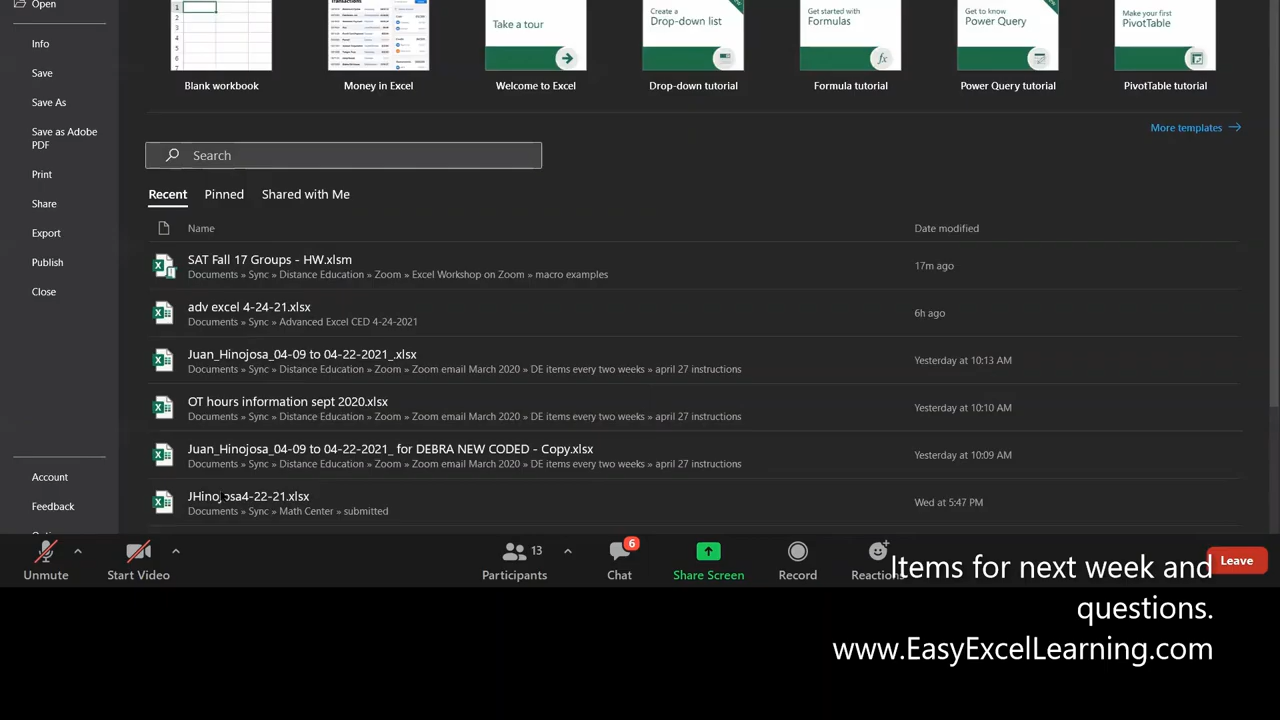 Open
Info
Save
Save As
Save as Adobe
PDF
Print
Share
Export
Publish
Close
Account
Feedback
1
5
6
7
Blank workbook
Transactions
Money in Excel
Take a tour
Welcome to Excel
Create a
Drop-down list
Drop-down tutorial
Get started with
fx
Formula tutorial
Get to know
Power Query
Power Query tutorial
Make your first
PivotTable
PivotTable tutorial
More templates
Search
Recent Pinned Shared with Me
Name Date modified
SAT Fall 17 Groups - HW.xlsm
Documents » Sync » Distance Education » Zoom » Excel Workshop on Zoom » macro examples
17m ago
adv excel 4-24-21.xlsx
Documents » Sync » Advanced Excel CED 4-24-2021
6h ago
Juan_Hinojosa_04-09 to 04-22-2021_.xlsx
Documents » Sync » Distance Education » Zoom » Zoom email March 2020 » DE items every two weeks » april 27 instructions
Yesterday at 10:13 AM
OT hours information sept 2020.xlsx
Documents » Sync » Distance Education » Zoom » Zoom email March 2020 » DE items every two weeks » april 27 instructions
Yesterday at 10:10 AM
Juan_Hinojosa_04-09 to 04-22-2021_ for DEBRA NEW CODED - Copy.xlsx
Documents » Sync » Distance Education » Zoom » Zoom email March 2020 » DE items every two weeks » april 27 instructions
Yesterday at 10:09 AM
JHinojosa4-22-21.xlsx
Documents » Sync » Math Center » submitted
Wed at 5:47 PM
Unmute
Start Video
13
Participants
6
Chat
Share Screen
Record
Reactions
Leave
Items for next week and
questions.
www.EasyExcelLearning.com